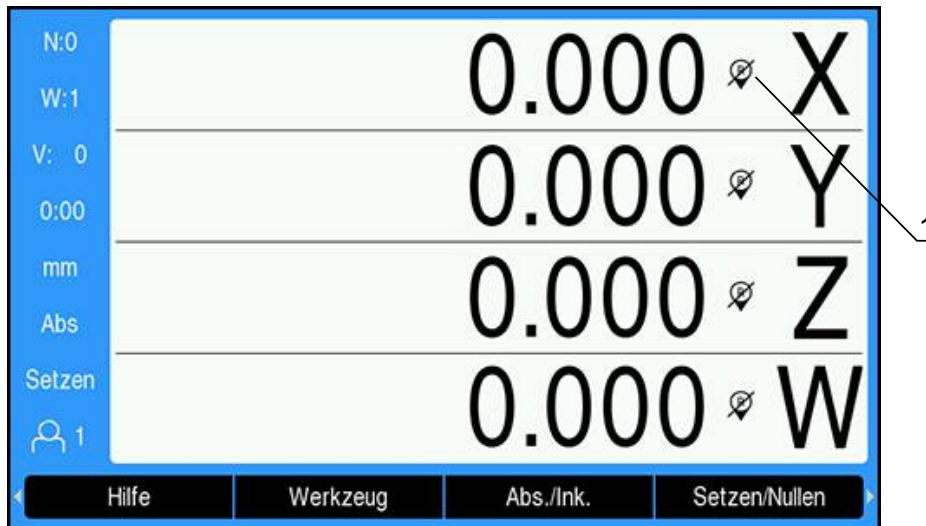 N:0
W:1
V: 0
0:00
mm
Abs
Setzen
1
0.000 X
0.000 Y
0.000 Z
0.000 W
1
Hilfe Werkzeug Abs./Ink. Setzen/Nullen